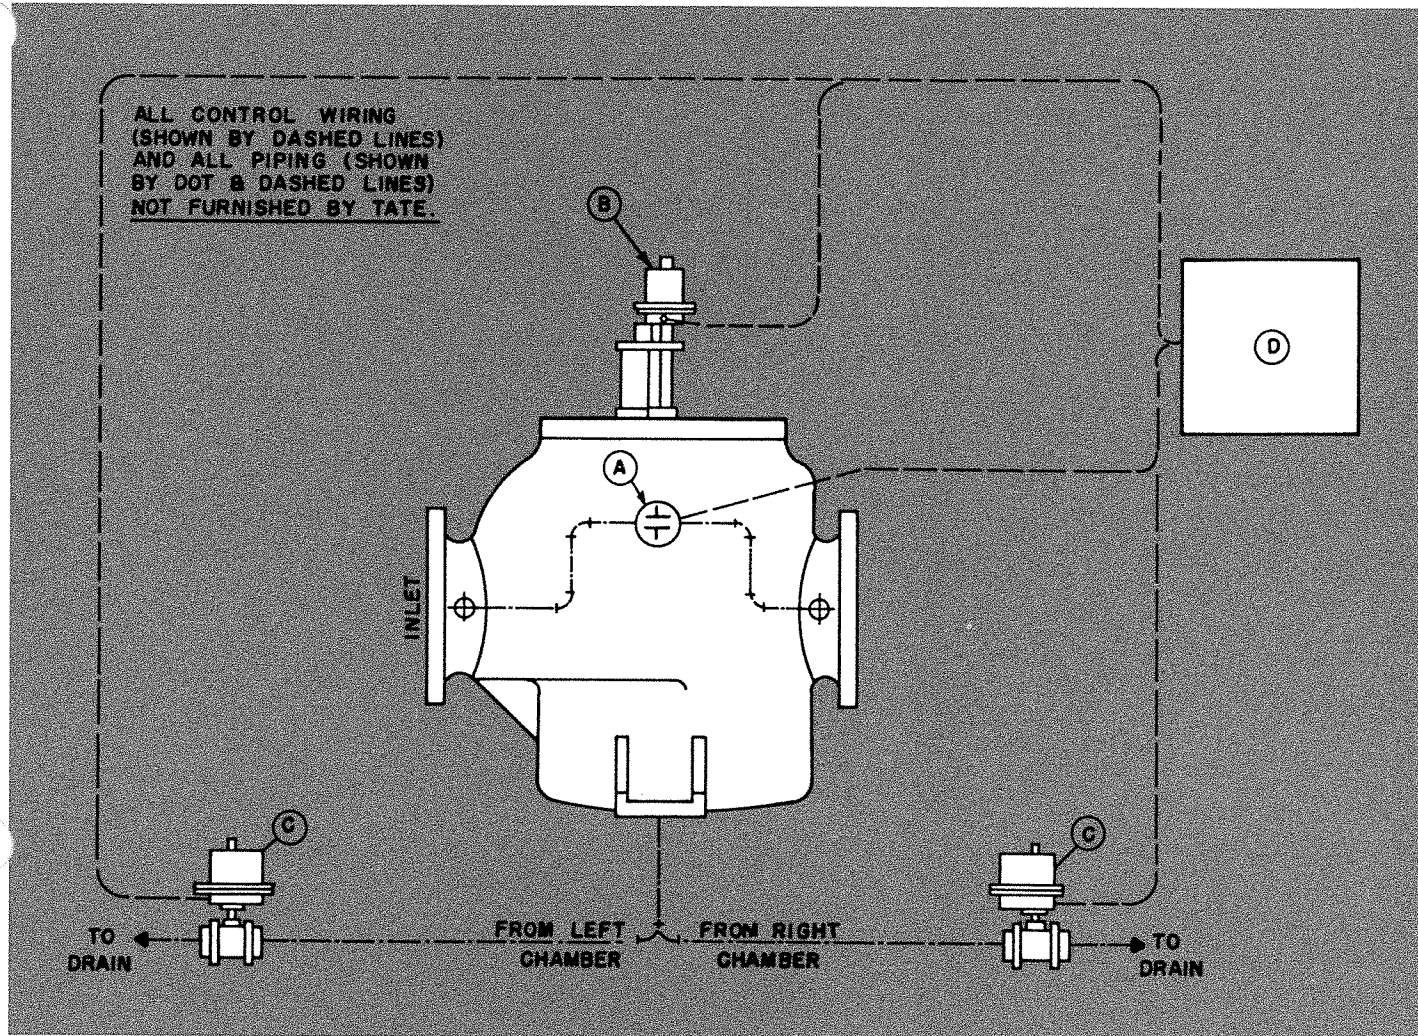 ALL CONTROL WIRING
(SHOWN BY DASHED LINES)
AND ALL PIPING (SHOWN
BY DOT & DASHED LINES)
NOT FURNISHED BY TATE.
B
D
A
INLET
C
C
TO
DRAIN
FROM LEFT
CHAMBER
FROM RIGHT
CHAMBER
TO
DRAIN